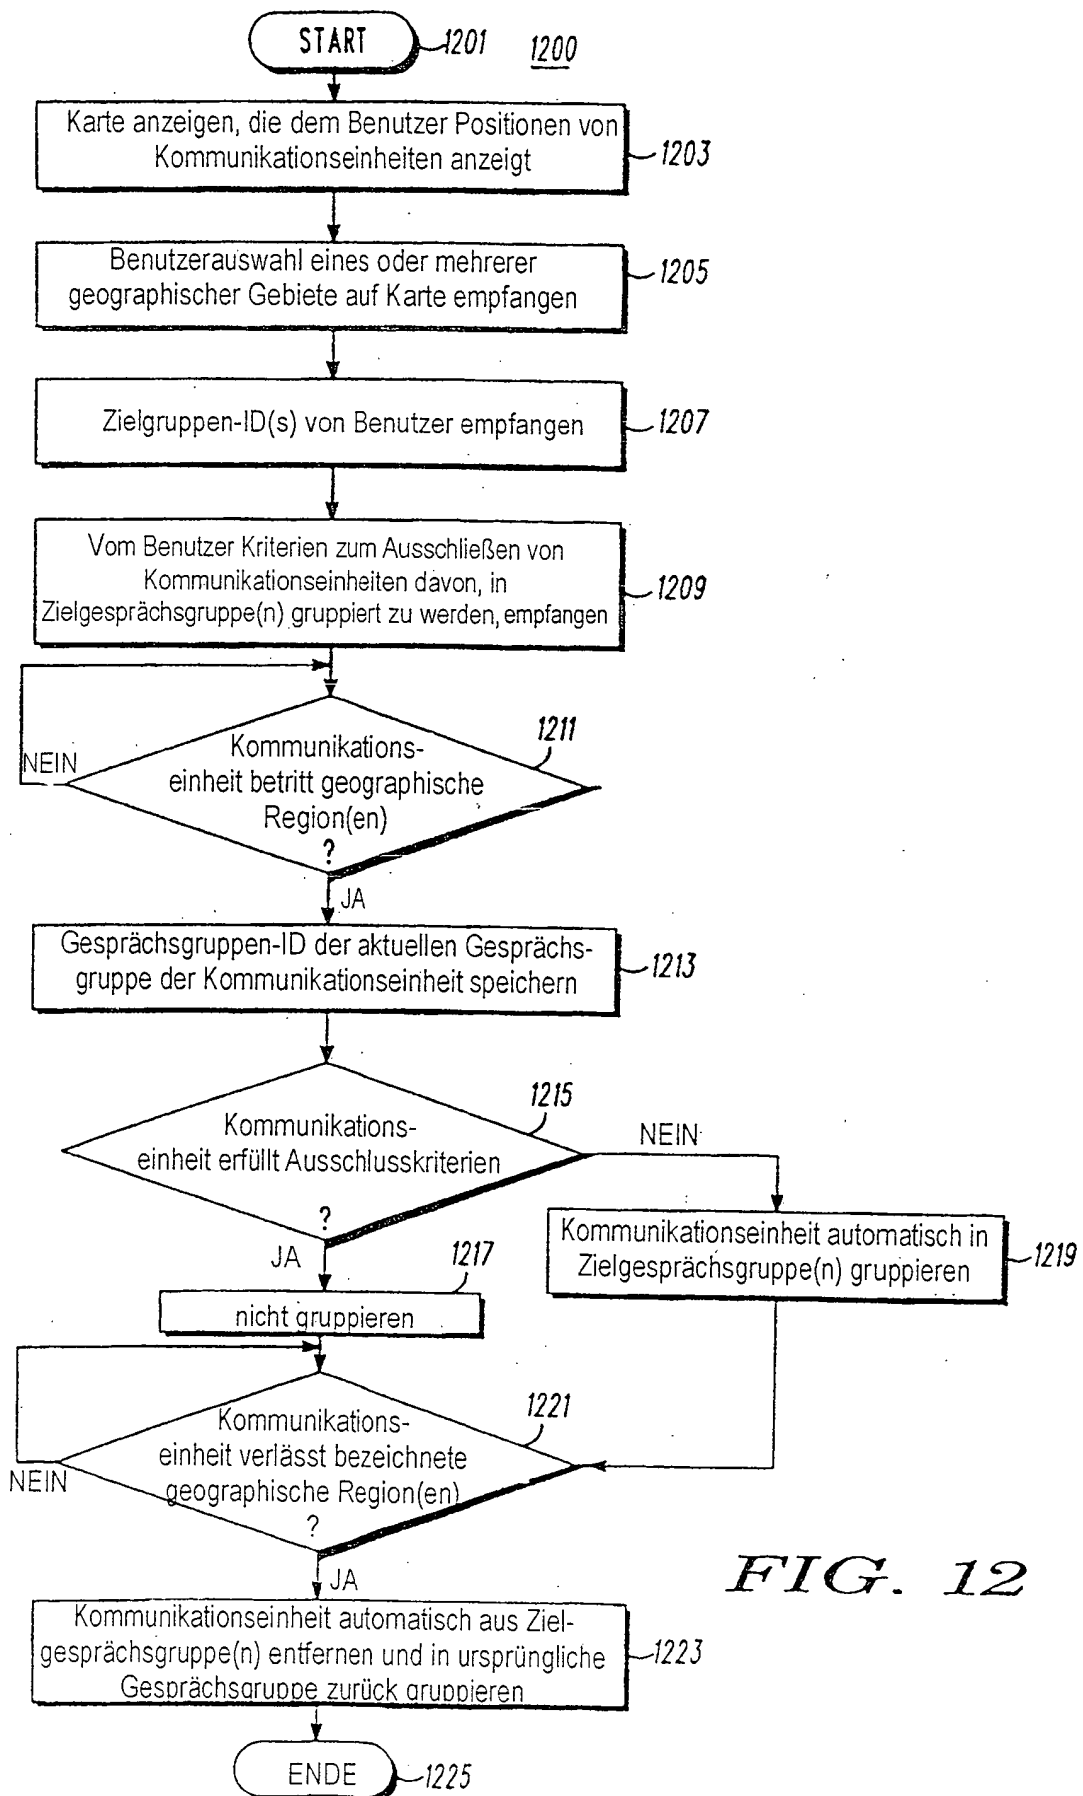 START
1201
1200
Karte anzeigen, die dem Benutzer Positionen von
Kommunikationseinheiten anzeigt
1203
Benutzerauswahl eines oder mehrerer
geographischer Gebiete auf Karte empfangen
1205
Zielgruppen-ID(s) von Benutzer empfangen
1207
Vom Benutzer Kriterien zum Ausschließen von
Kommunikationseinheiten davon, in
Zielgesprächsgruppe(n) gruppiert zu werden, empfangen
1209
1211
Kommunikations-
einheit betritt geographische
Region(en)
?
NEIN
JA
Gesprächsgruppen-ID der aktuellen Gesprächs-
gruppe der Kommunikationseinheit speichern
1213
1215
Kommunikations-
einheit erfüllt Ausschlusskriterien
?
NEIN
JA
1217
nicht gruppieren
Kommunikationseinheit automatisch in
Zielgesprächsgruppe(n) gruppieren
1219
1221
Kommunikations-
einheit verlässt bezeichnete
geographische Region(en)
?
NEIN
JA
Kommunikationseinheit automatisch aus Ziel-
gesprächsgruppe(n) entfernen und in ursprüngliche
Gesprächsgruppe zurück gruppieren
1223
ENDE
1225
FIG. 12